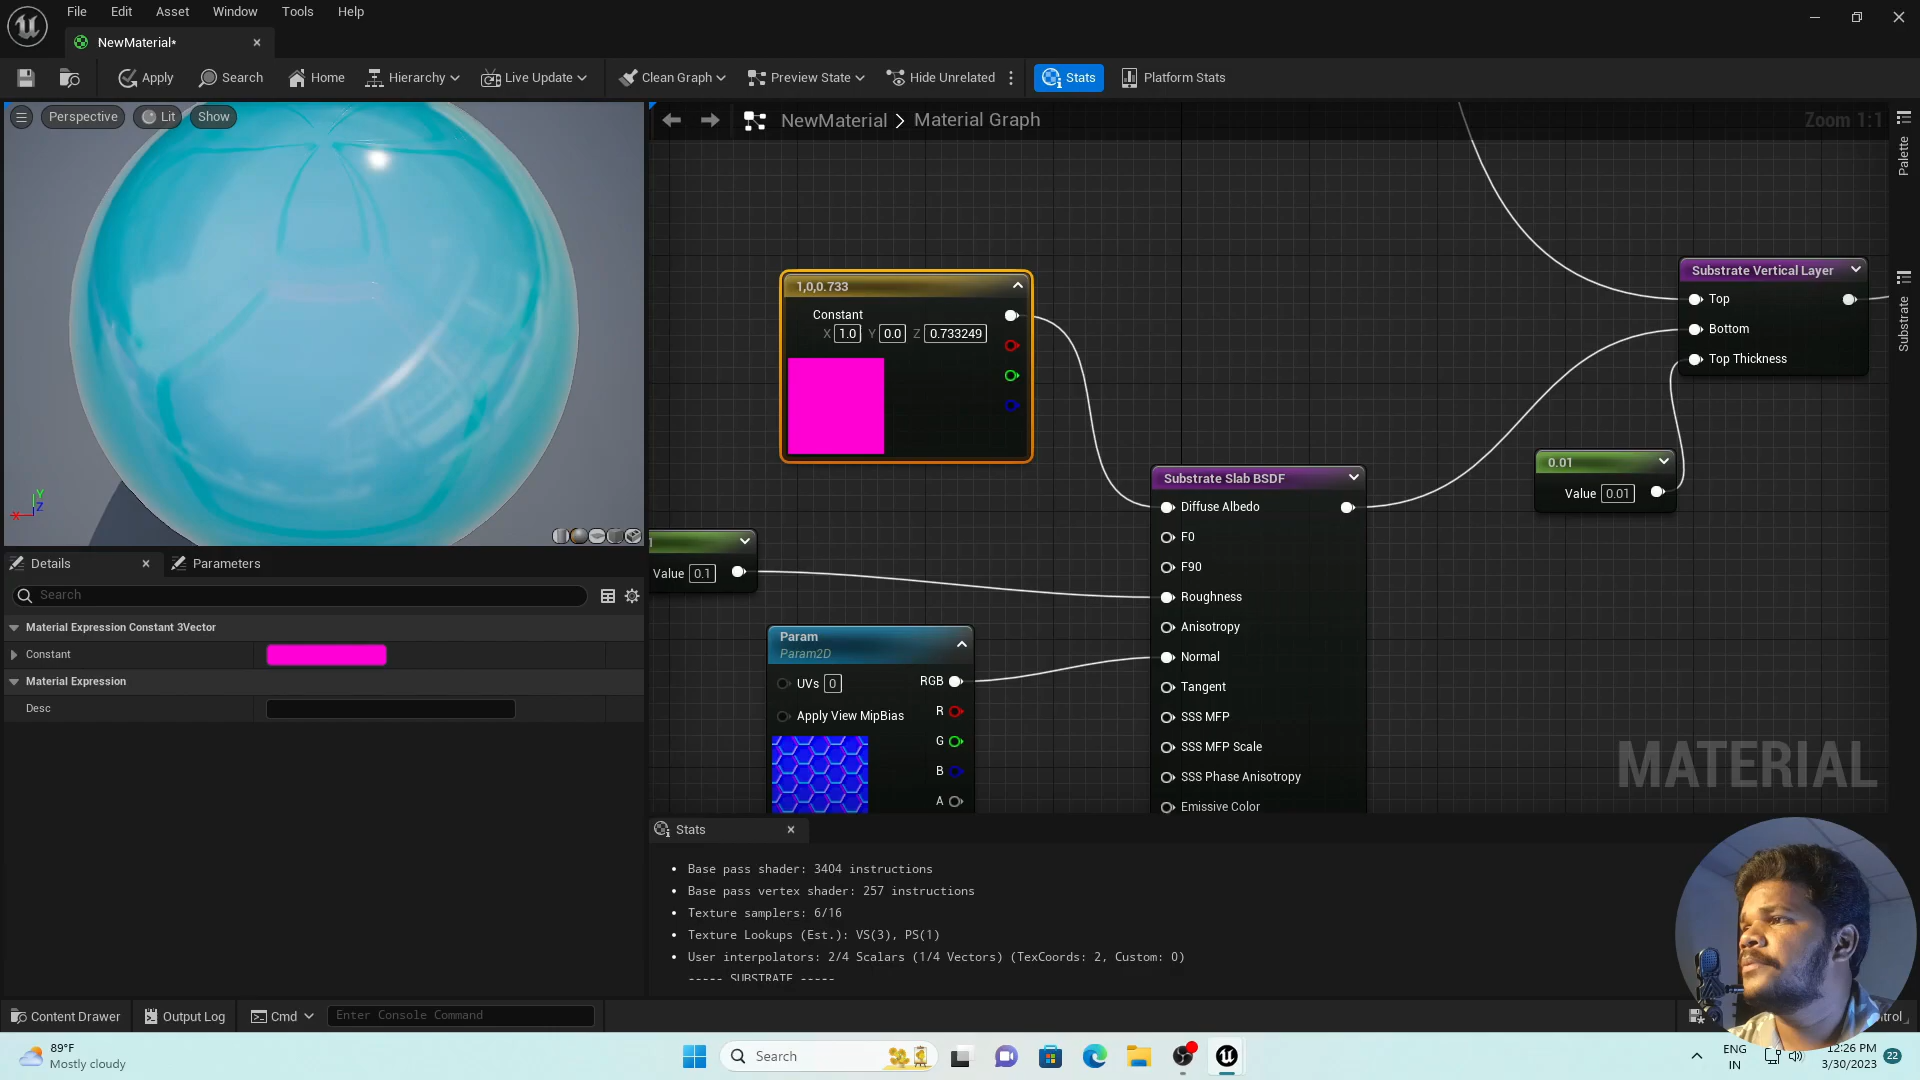 File Edit Asset Window Tools Help
NewMaterial*
Apply Search Home Hierarchy Live Update Clean Graph Preview State Hide Unrelated Stats Platform Stats
Perspective Lit Show
NewMaterial > Material Graph
Zoom 1:1
Palette
Substrate
1,0,0.733
Constant
X 1.0 Y 0.0 Z 0.733249
Substrate Vertical Layer
Top
Bottom
Top Thickness
0.01
Value 0.01
Value 0.1
Substrate Slab BSDF
Diffuse Albedo
F0
F90
Roughness
Anisotropy
Normal
Tangent
SSS MFP
SSS MFP Scale
SSS Phase Anisotropy
Emissive Color
Param
Param2D
UVs 0 RGB
Apply View MipBias R
G
B
A
MATERIAL
Y
Z
X
Details Parameters
Search
Material Expression Constant 3Vector
Constant
Material Expression
Desc
Stats
• Base pass shader: 3404 instructions
• Base pass vertex shader: 257 instructions
• Texture samplers: 6/16
• Texture Lookups (Est.): VS(3), PS(1)
• User interpolators: 2/4 Scalars (1/4 Vectors) (TexCoords: 2, Custom: 0)
----- SUBSTRATE -----
Content Drawer Output Log Cmd Enter Console Command
89°F
Mostly cloudy
Search
ENG
IN
12:26 PM
3/30/2023
22